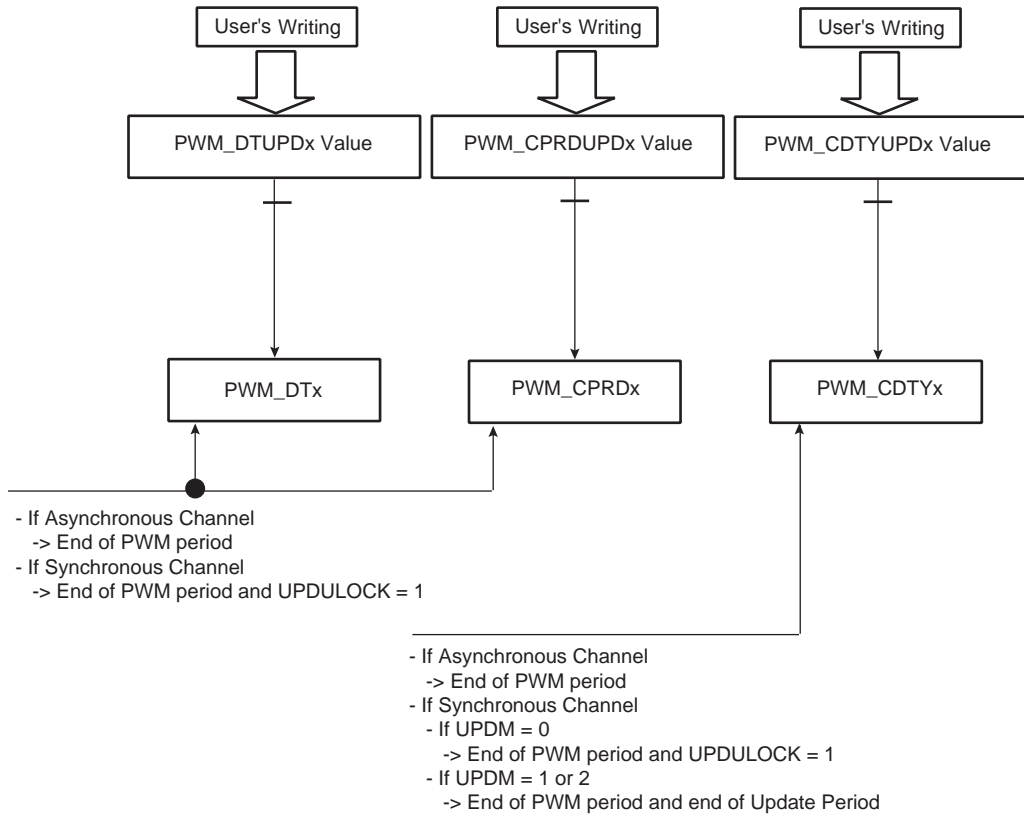 User's Writing
User's Writing
User's Writing
PWM_DTUPDx Value
PWM_CPRDUPDx Value
PWM_CDTYUPDx Value
PWM_DTx
PWM_CPRDx
PWM_CDTYx
- If Asynchronous Channel
-> End of PWM period
- If Synchronous Channel
-> End of PWM period and UPDULOCK = 1
- If Asynchronous Channel
-> End of PWM period
- If Synchronous Channel
- If UPDM = 0
-> End of PWM period and UPDULOCK = 1
- If UPDM = 1 or 2
-> End of PWM period and end of Update Period